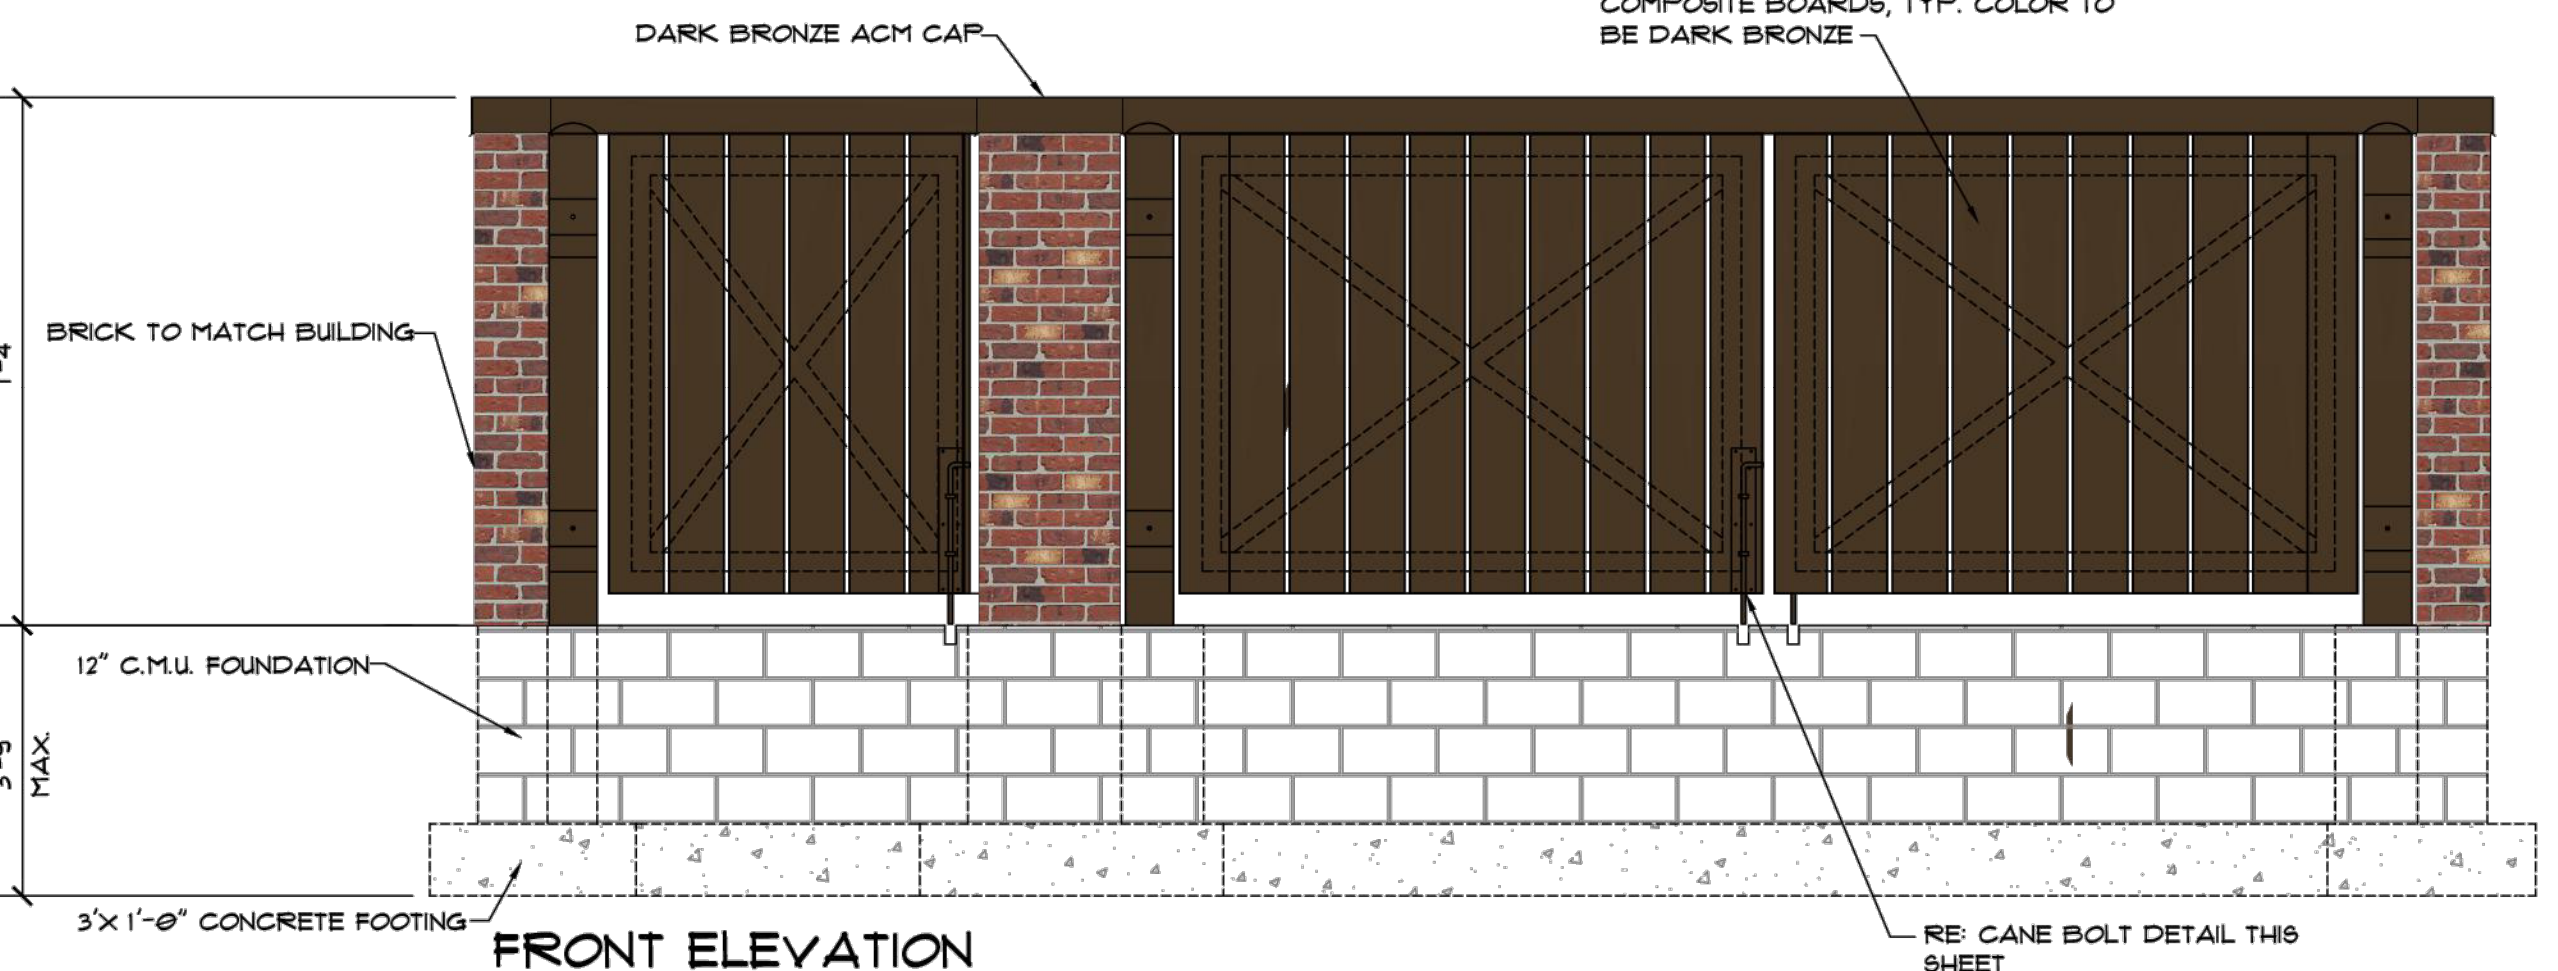 COMPOSITE BOARDS, TYP. COLOR TO
BE DARK BRONZE
DARK BRONZE ACM CAP
BRICK TO MATCH BUILDING
12" C.M.U. FOUNDATION
MAX.
3'X 1'-0" CONCRETE FOOTING
FRONT ELEVATION
RE: CANE BOLT DETAIL THIS
SHEET